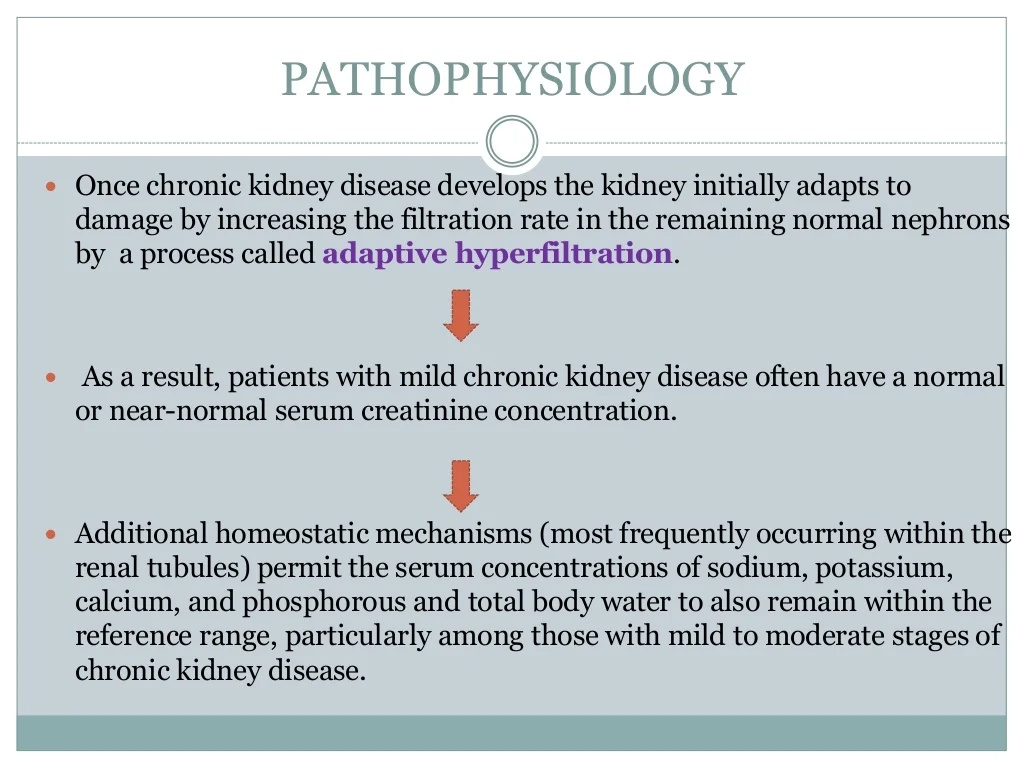 PATHOPHYSIOLOGY
• Once chronic kidney disease develops the kidney initially adapts to
damage by increasing the filtration rate in the remaining normal nephrons
by  a process called adaptive hyperfiltration.
• As a result, patients with mild chronic kidney disease often have a normal
or near-normal serum creatinine concentration.
• Additional homeostatic mechanisms (most frequently occurring within the
renal tubules) permit the serum concentrations of sodium, potassium,
calcium, and phosphorous and total body water to also remain within the
reference range, particularly among those with mild to moderate stages of
chronic kidney disease.